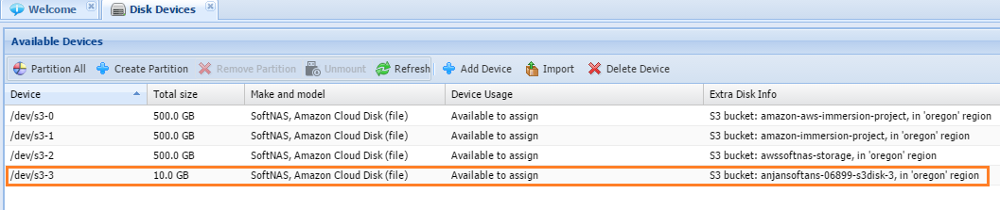 Welcome Disk Devices
Available Devices
Partition All Create Partition Remove Partition Unmount Refresh Add Device Import Delete Device
Device Total size Make and model Device Usage Extra Disk Info
/dev/s3-0 500.0 GB SoftNAS, Amazon Cloud Disk (file) Available to assign S3 bucket: amazon-aws-immersion-project, in 'oregon' region
/dev/s3-1 500.0 GB SoftNAS, Amazon Cloud Disk (file) Available to assign S3 bucket: amazon-immersion-project, in 'oregon' region
/dev/s3-2 500.0 GB SoftNAS, Amazon Cloud Disk (file) Available to assign S3 bucket: awssoftnas-storage, in 'oregon' region
/dev/s3-3 10.0 GB SoftNAS, Amazon Cloud Disk (file) Available to assign S3 bucket: anjansoftans-06899-s3disk-3, in 'oregon' region